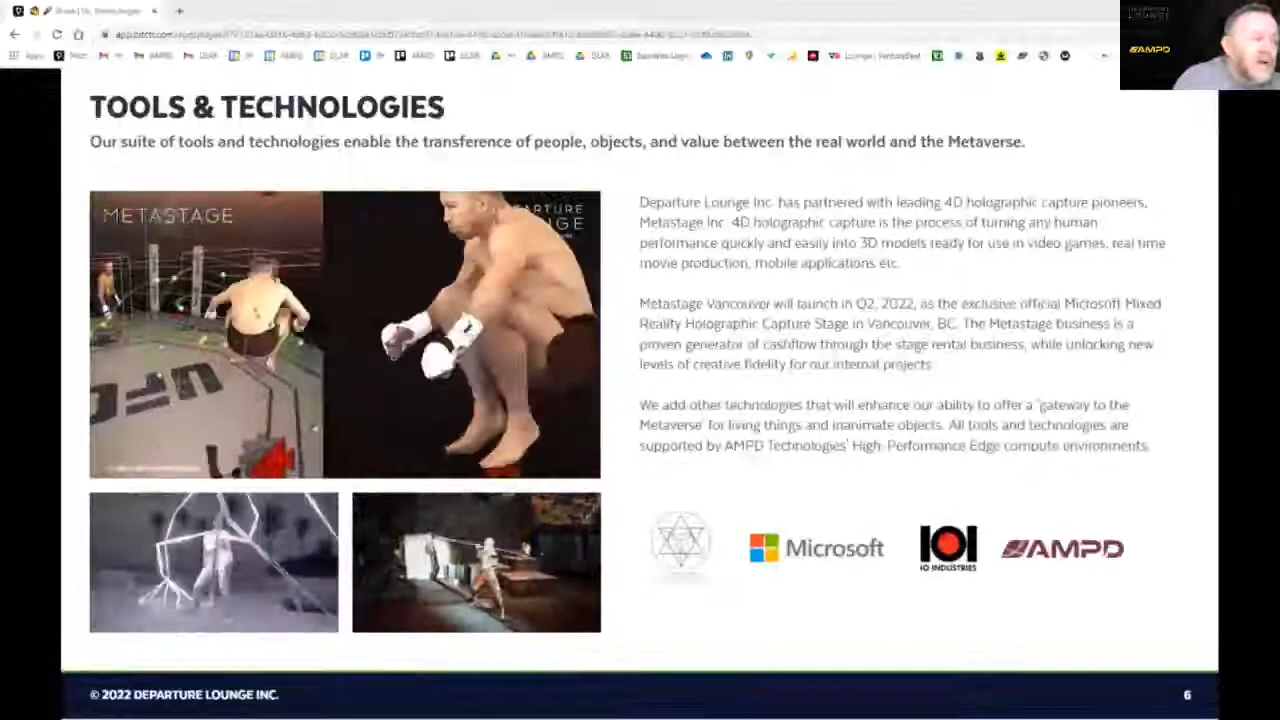 TOOLS & TECHNOLOGIES
Our suite of tools and technologies enable the transference of people, objects, and value between the real world and the Metaverse.
METASTAGE
UFC
Departure Lounge Inc. has partnered with leading 4D holographic capture pioneers,
Metastage Inc. 4D holographic capture is the process of turning any human
performance quickly and easily into 3D models ready for use in video games, real time
movie production, mobile applications etc.
Metastage Vancouver will launch in Q2, 2022, as the exclusive official Microsoft Mixed
Reality Holographic Capture Stage in Vancouver, BC. The Metastage business is a
proven generator of cashflow through the stage rental business, while unlocking new
levels of creative fidelity for our internal projects.
We add other technologies that will enhance our ability to offer a 'gateway to the
Metaverse' for living things and inanimate objects. All tools and technologies are
supported by AMPD Technologies' High. Performance Edge compute environments.
Microsoft
IOI
IO INDUSTRIES
AMPD
© 2022 DEPARTURE LOUNGE INC.
6
LOUNGE
AMPD